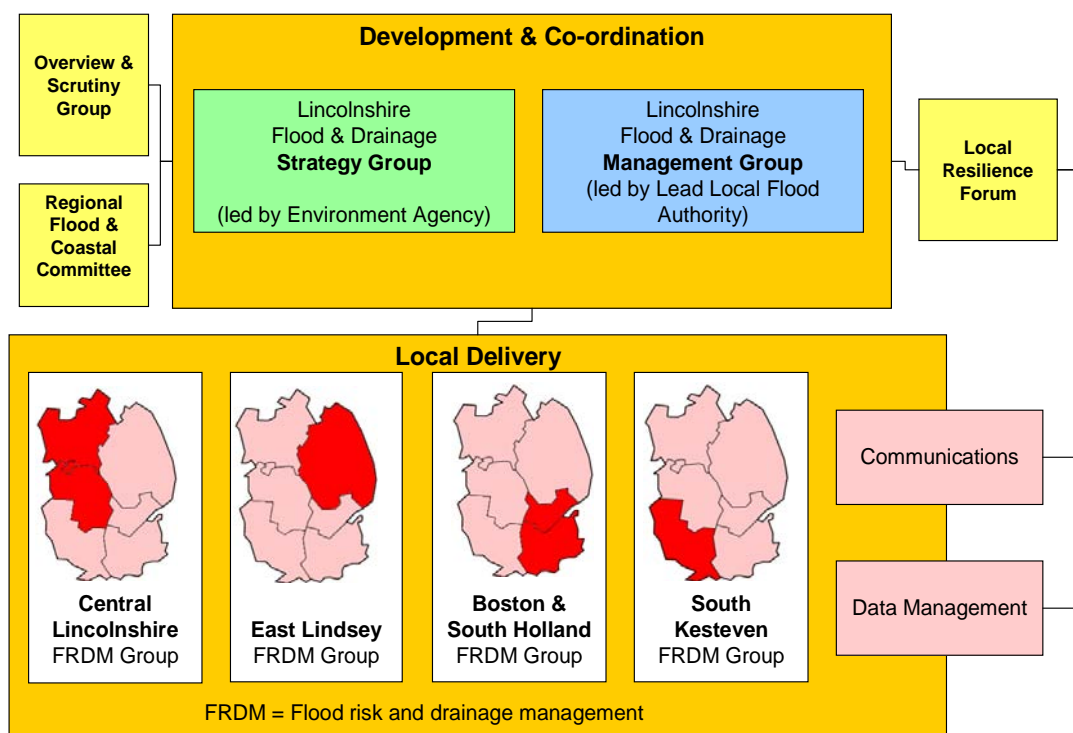 Overview &
Scrutiny
Group
Regional
Flood &
Coastal
Committee
Development & Co-ordination
Lincolnshire
Flood & Drainage
Strategy Group
(led by Environment Agency)
Lincolnshire
Flood & Drainage
Management Group
(led by Lead Local Flood
Authority)
Local
Resilience
Forum
Local Delivery
Central
Lincolnshire
FRDM Group
East Lindsey
FRDM Group
Boston &
South Holland
FRDM Group
South
Kesteven
FRDM Group
Communications
Data Management
FRDM = Flood risk and drainage management